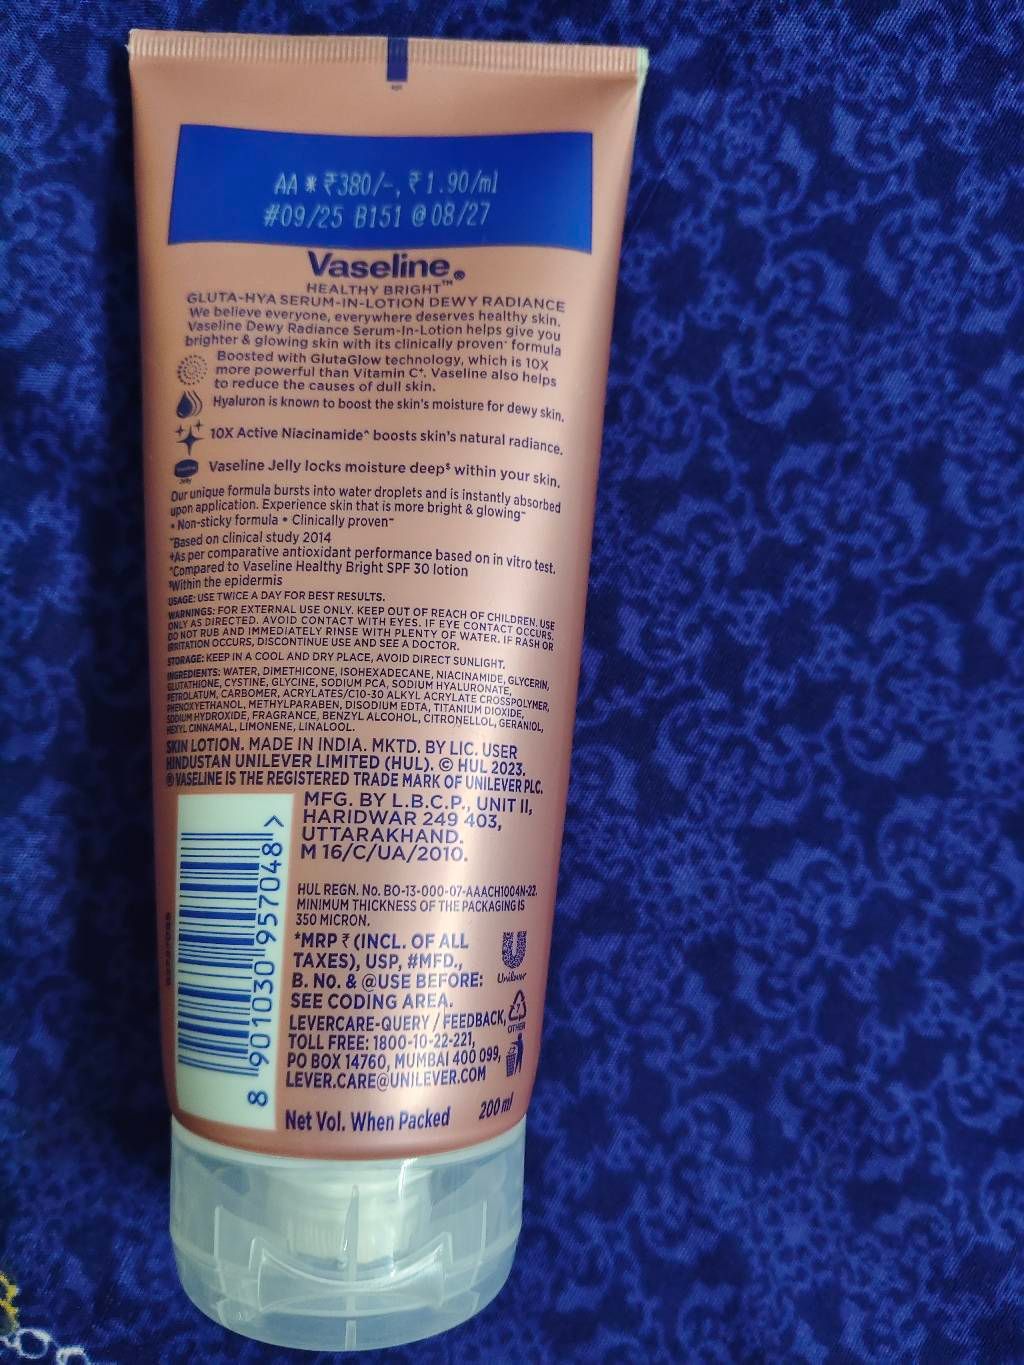 AA * ₹380/-, ₹1.90/ml
#09/25 B151 @08/27
Vaseline®
HEALTHY BRIGHT™
GLUTA-HYA SERUM-IN-LOTION DEWY RADIANCE
We believe everyone, everywhere deserves healthy skin.
Vaseline Dewy Radiance Serum-In-Lotion helps give you
brighter & glowing skin with its clinically proven~ formula
Boosted with GlutaGlow technology, which is 10X
more powerful than Vitamin C⁺. Vaseline also helps
to reduce the causes of dull skin.
Hyaluron is known to boost the skin's moisture for dewy skin.
10X Active Niacinamide^ boosts skin's natural radiance.
Vaseline
Jelly
Vaseline Jelly locks moisture deep$ within your skin.
Our unique formula bursts into water droplets and is instantly absorbed
upon application. Experience skin that is more bright & glowing~
• Non-sticky formula • Clinically proven~
~Based on clinical study 2014
+As per comparative antioxidant performance based on in vitro test.
^Compared to Vaseline Healthy Bright SPF 30 lotion
$Within the epidermis
USAGE: USE TWICE A DAY FOR BEST RESULTS.
WARNINGS: FOR EXTERNAL USE ONLY. KEEP OUT OF REACH OF CHILDREN. USE
ONLY AS DIRECTED. AVOID CONTACT WITH EYES. IF EYE CONTACT OCCURS,
DO NOT RUB AND IMMEDIATELY RINSE WITH PLENTY OF WATER. IF RASH OR
IRRITATION OCCURS, DISCONTINUE USE AND SEE A DOCTOR.
STORAGE: KEEP IN A COOL AND DRY PLACE, AVOID DIRECT SUNLIGHT.
INGREDIENTS: WATER, DIMETHICONE, ISOHEXADECANE, NIACINAMIDE, GLYCERIN,
GLUTATHIONE, CYSTINE, GLYCINE, SODIUM PCA, SODIUM HYALURONATE,
PETROLATUM, CARBOMER, ACRYLATES/C10-30 ALKYL ACRYLATE CROSSPOLYMER,
PHENOXYETHANOL, METHYLPARABEN, DISODIUM EDTA, TITANIUM DIOXIDE,
SODIUM HYDROXIDE, FRAGRANCE, BENZYL ALCOHOL, CITRONELLOL, GERANIOL,
HEXYL CINNAMAL, LIMONENE, LINALOOL.
SKIN LOTION. MADE IN INDIA. MKTD. BY LIC. USER
HINDUSTAN UNILEVER LIMITED (HUL). © HUL 2023.
® VASELINE IS THE REGISTERED TRADE MARK OF UNILEVER PLC.
MFG. BY L.B.C.P., UNIT II,
HARIDWAR 249 403,
UTTARAKHAND.
M 16/C/UA/2010.
8 901030 957048 >
HUL REGN. No. BO-13-000-07-AAACH1004N-22.
MINIMUM THICKNESS OF THE PACKAGING IS
350 MICRON.
*MRP ₹ (INCL. OF ALL
TAXES), USP, #MFD.,
B. NO. & @USE BEFORE:
SEE CODING AREA.
Unilever
7
OTHER
LEVERCARE-QUERY / FEEDBACK,
TOLL FREE: 1800-10-22-221,
PO BOX 14760, MUMBAI 400 099,
LEVER.CARE@UNILEVER.COM
Net Vol. When Packed 200 ml